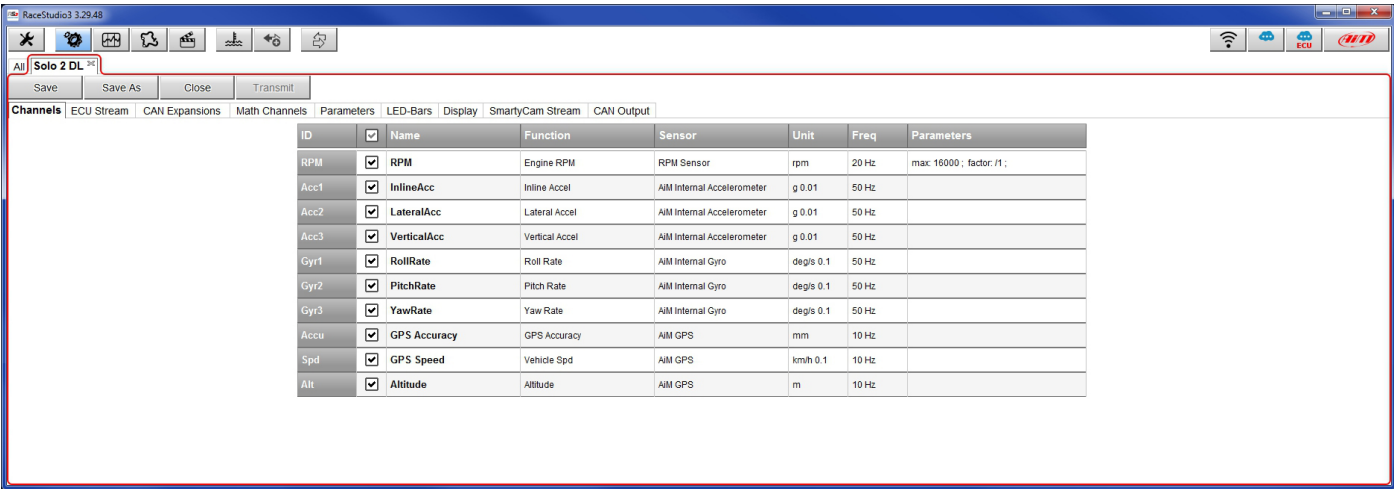 RaceStudio3 3.29.48
ECU
AiM
All Solo 2 DL
Save Save As Close Transmit
Channels ECU Stream CAN Expansions Math Channels Parameters LED-Bars Display SmartyCam Stream CAN Output
ID Name Function Sensor Unit Freq Parameters
RPM RPM Engine RPM RPM Sensor rpm 20 Hz max: 16000 ; factor: /1 ;
Acc1 InlineAcc Inline Accel AiM Internal Accelerometer g 0.01 50 Hz
Acc2 LateralAcc Lateral Accel AiM Internal Accelerometer g 0.01 50 Hz
Acc3 VerticalAcc Vertical Accel AiM Internal Accelerometer g 0.01 50 Hz
Gyr1 RollRate Roll Rate AiM Internal Gyro deg/s 0.1 50 Hz
Gyr2 PitchRate Pitch Rate AiM Internal Gyro deg/s 0.1 50 Hz
Gyr3 YawRate Yaw Rate AiM Internal Gyro deg/s 0.1 50 Hz
Accu GPS Accuracy GPS Accuracy AiM GPS mm 10 Hz
Spd GPS Speed Vehicle Spd AiM GPS km/h 0.1 10 Hz
Alt Altitude Altitude AiM GPS m 10 Hz